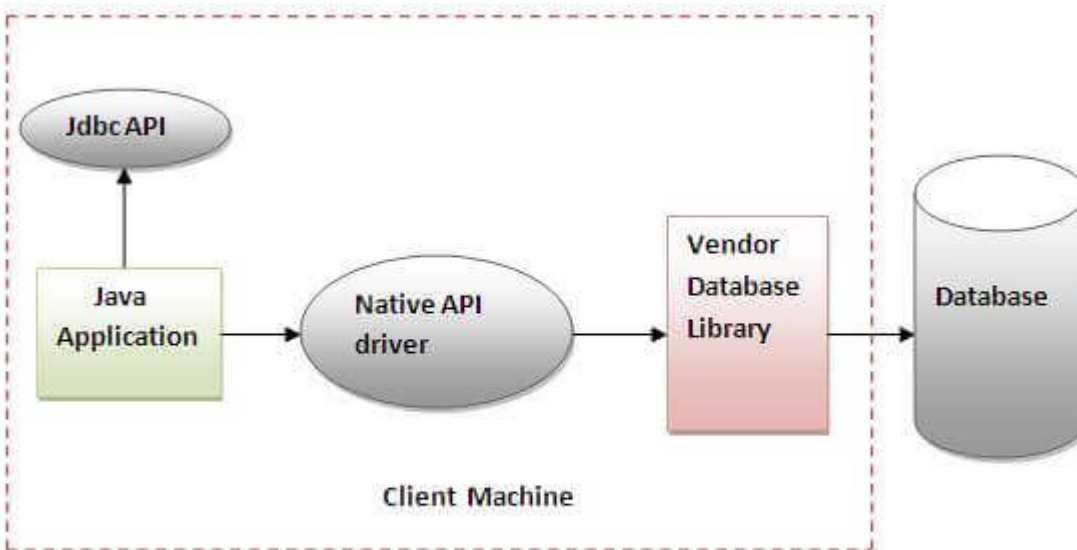 Jdbc API
Java
Application
Native API
driver
Vendor
Database
Library
Database
Client Machine